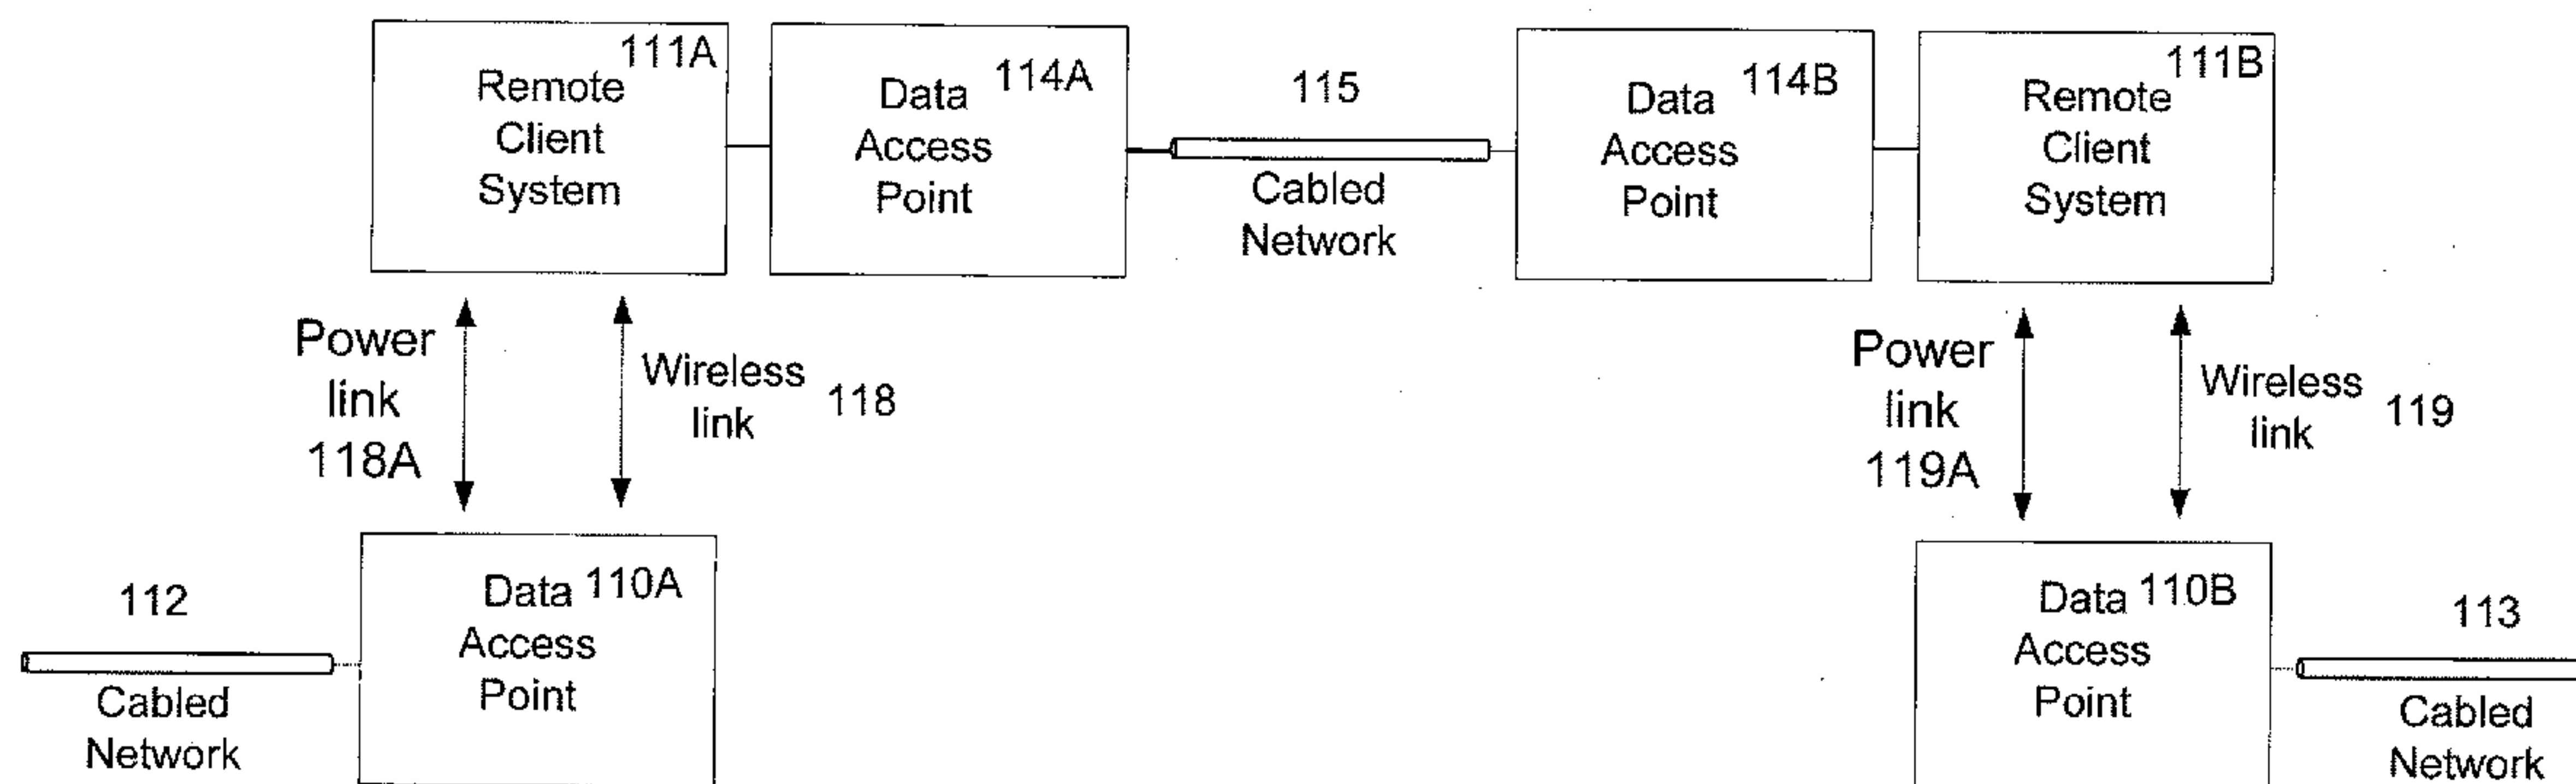 Remote
Client
System
111A
Data
Access
Point
114A
115
Cabled
Network
Data
Access
Point
114B
Remote
Client
System
111B
Power
link
118A
Wireless
link
118
Power
link
119A
Wireless
link
119
112
Cabled
Network
Data
Access
Point
110A
Data
Access
Point
110B
113
Cabled
Network